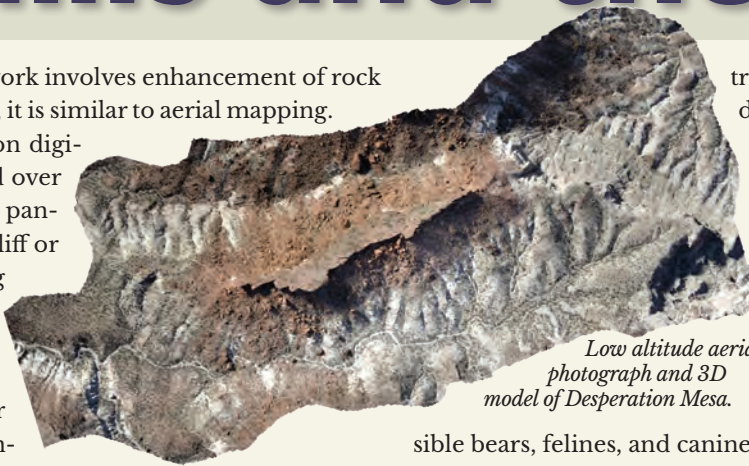 ork involves enhancement of rock
it is similar to aerial mapping.
on digi-
over
pan-
liff or
Low altitude aeria
photograph and 3D
model of Desperation Mesa.
sible bears, felines, and canine